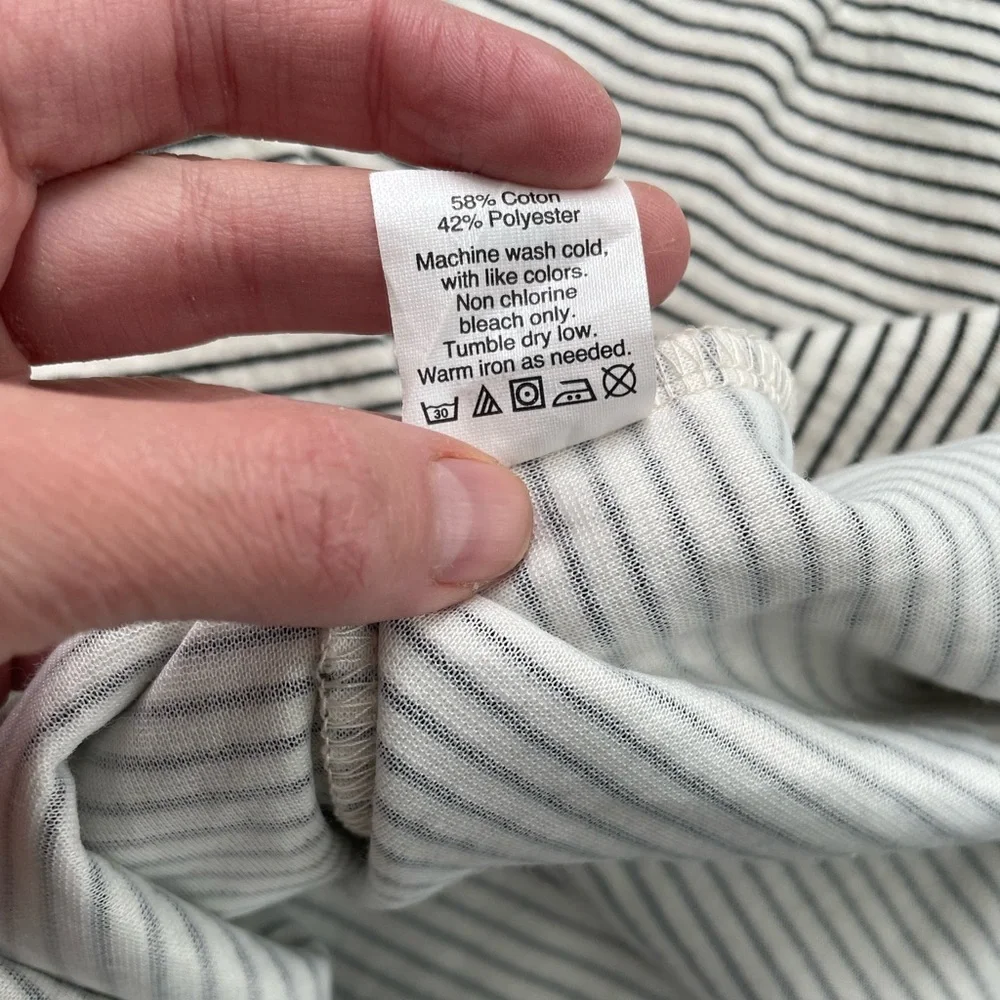 58% Coton
42% Polyester
Machine wash cold,
with like colors.
Non chlorine
bleach only.
Tumble dry low.
Warm iron as needed.
30